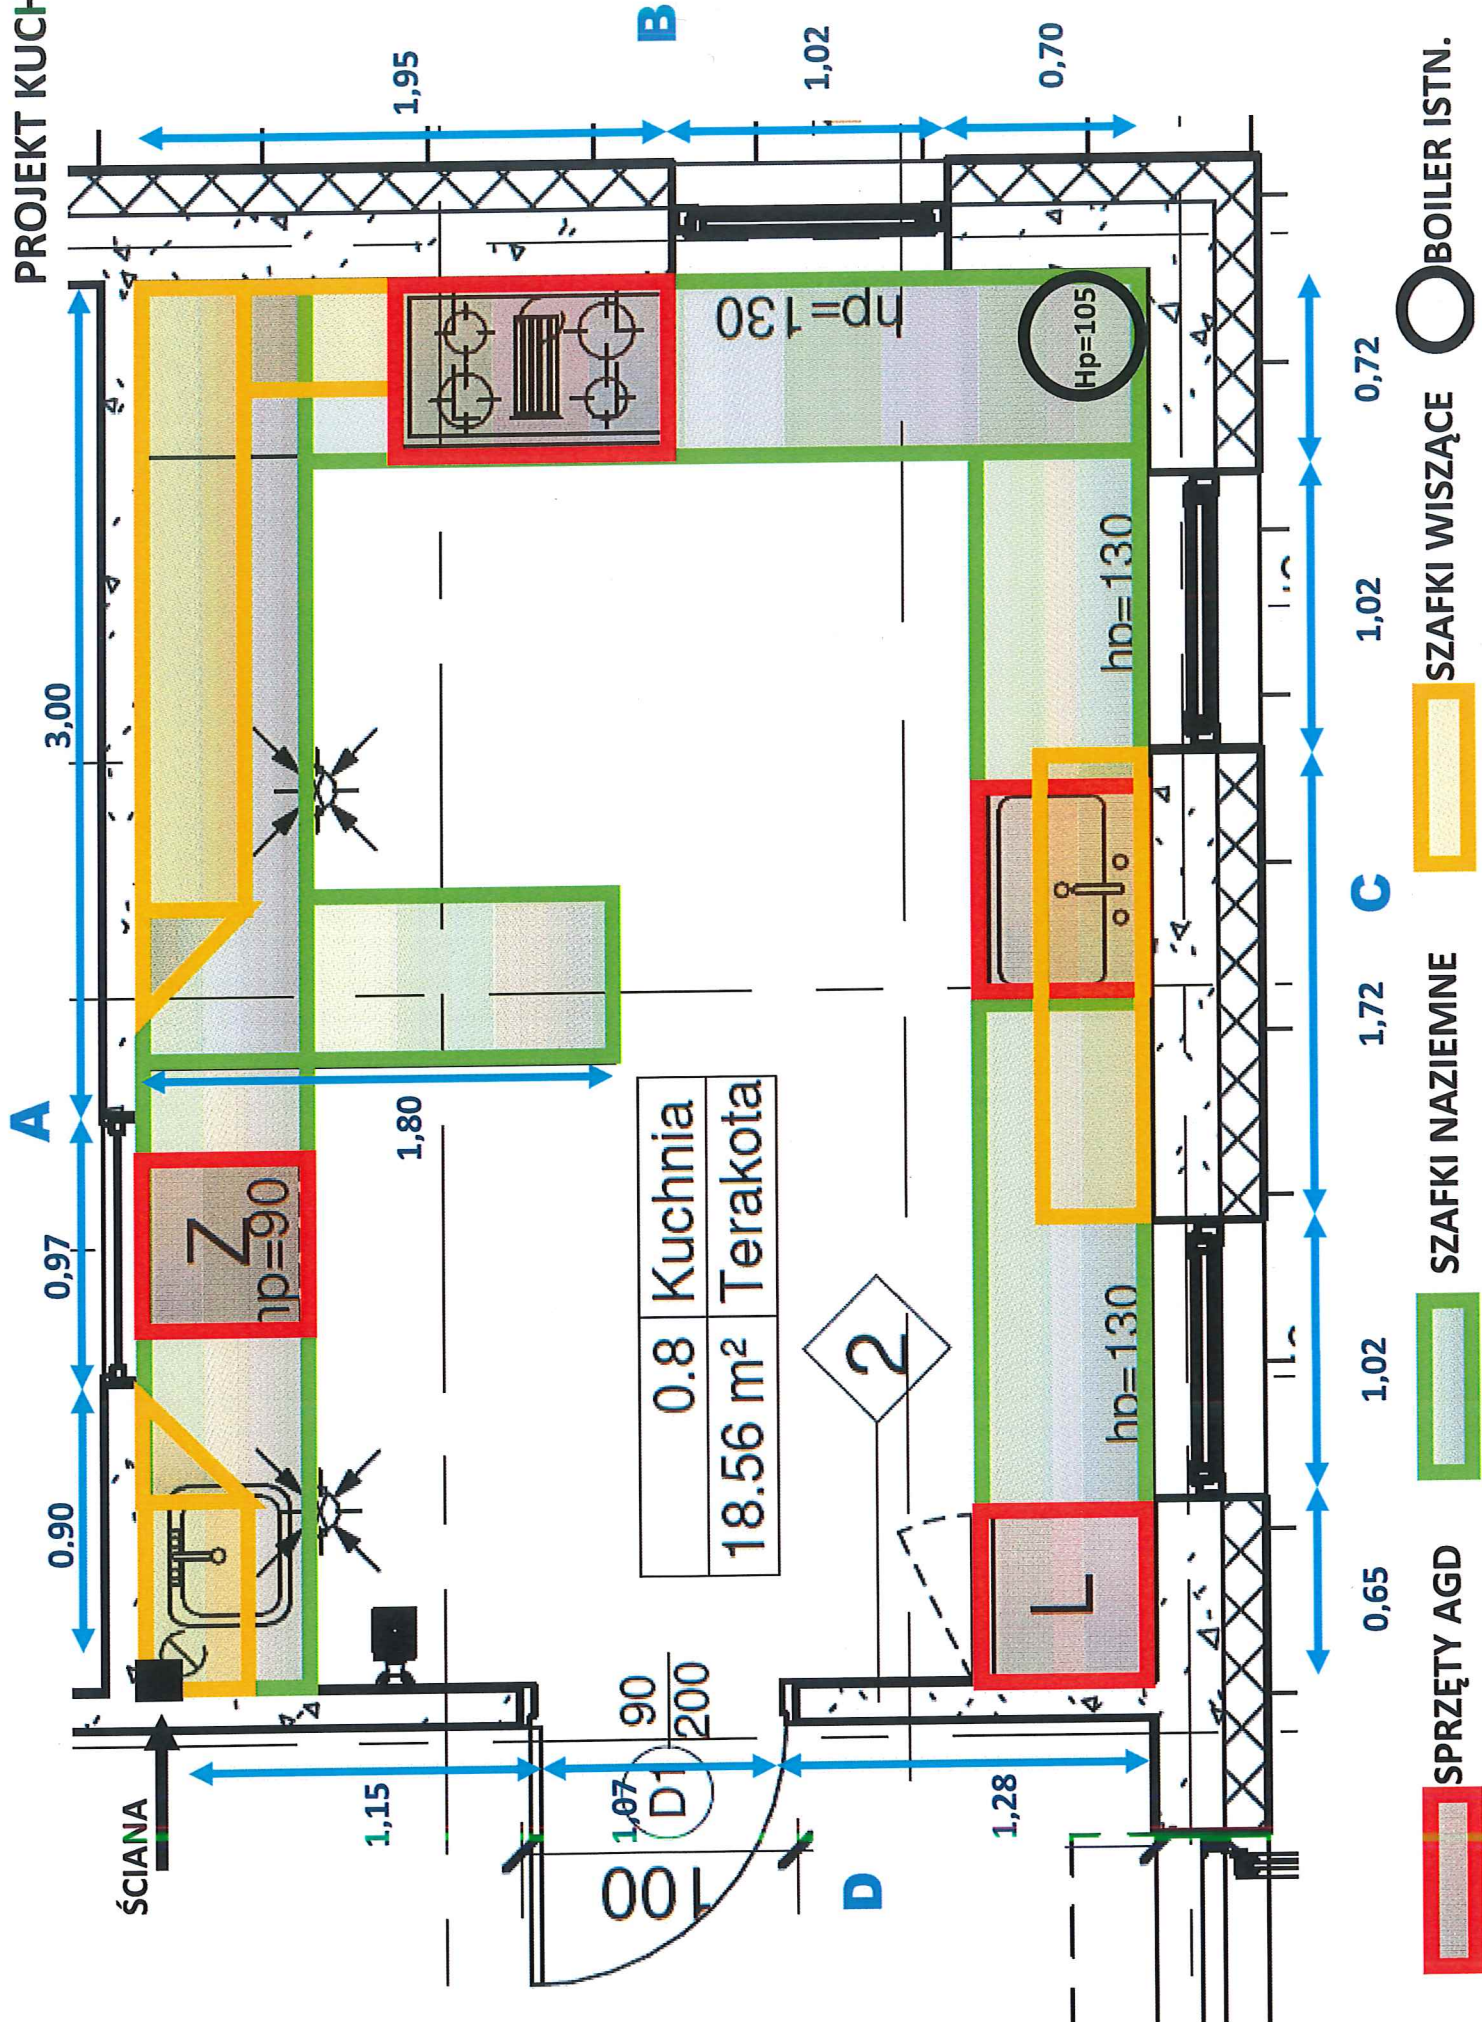 PROJEKT KUCH
A
0,90
0,97
3,00
B
1,95
1,02
0,70
Z
hp=90
1,80
hp=130
Hp=105
0.8 Kuchnia
18.56 m² Terakota
2
hp=130
hp=130
L
ŚCIANA
1,15
1,07
1,28
90
200
D1
100
D
0,65
1,02
1,72
1,02
0,72
C
SPRZĘTY AGD
SZAFKI NAZIEMNE
SZAFKI WISZĄCE
BOILER ISTN.